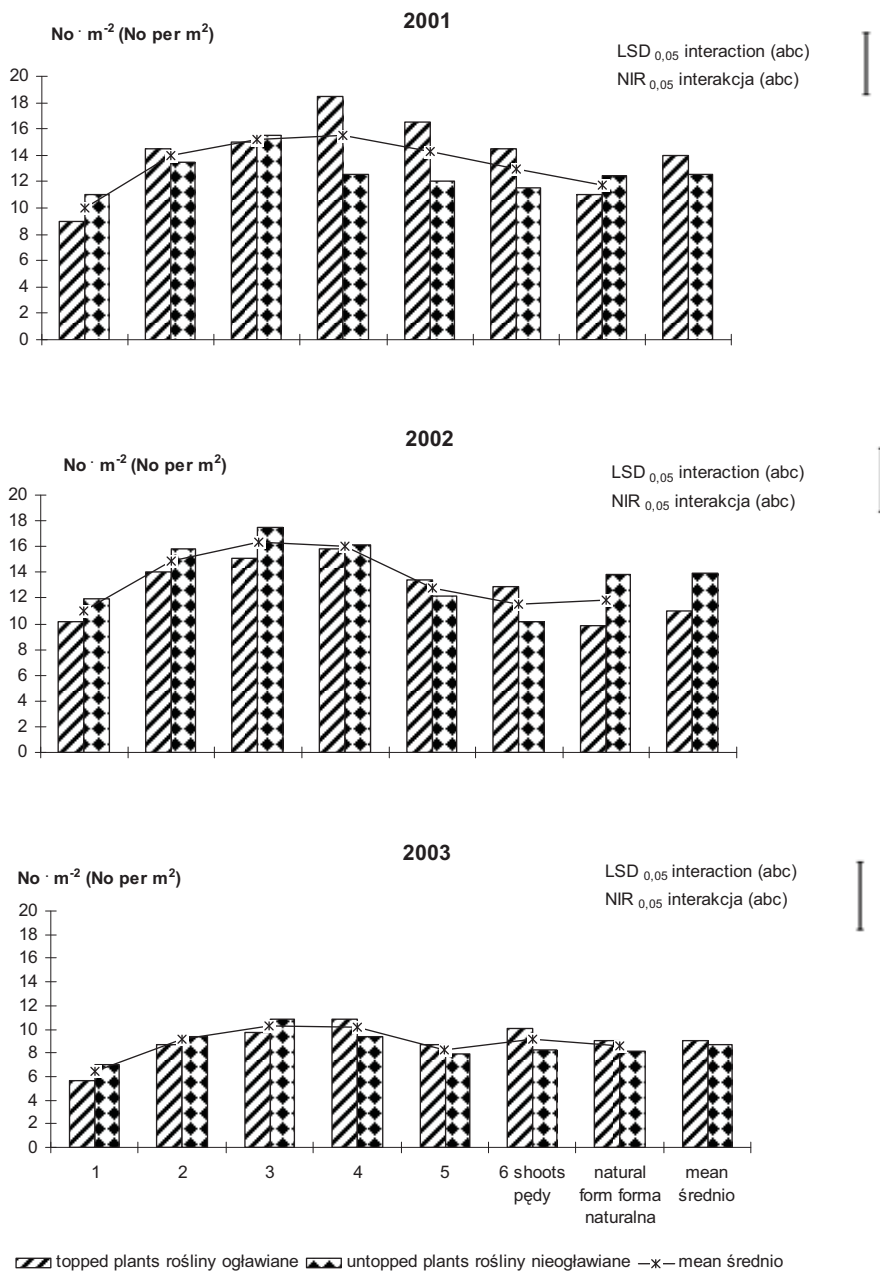 2001
No · m-2 (No per m2)
LSD 0,05 interaction (abc)
NIR 0,05 interakcja (abc)
20
18
16
14
12
10
8
6
4
2
0
2002
No · m-2 (No per m2)
LSD 0,05 interaction (abc)
NIR 0,05 interakcja (abc)
20
18
16
14
12
10
8
6
4
2
0
2003
No · m-2 (No per m2)
LSD 0,05 interaction (abc)
NIR 0,05 interakcja (abc)
20
18
16
14
12
10
8
6
4
2
0
1 2 3 4 5 6 shoots natural mean
pędy form forma średnio
naturalna
topped plants rośliny ogławiane untopped plants rośliny nieogławiane mean średnio